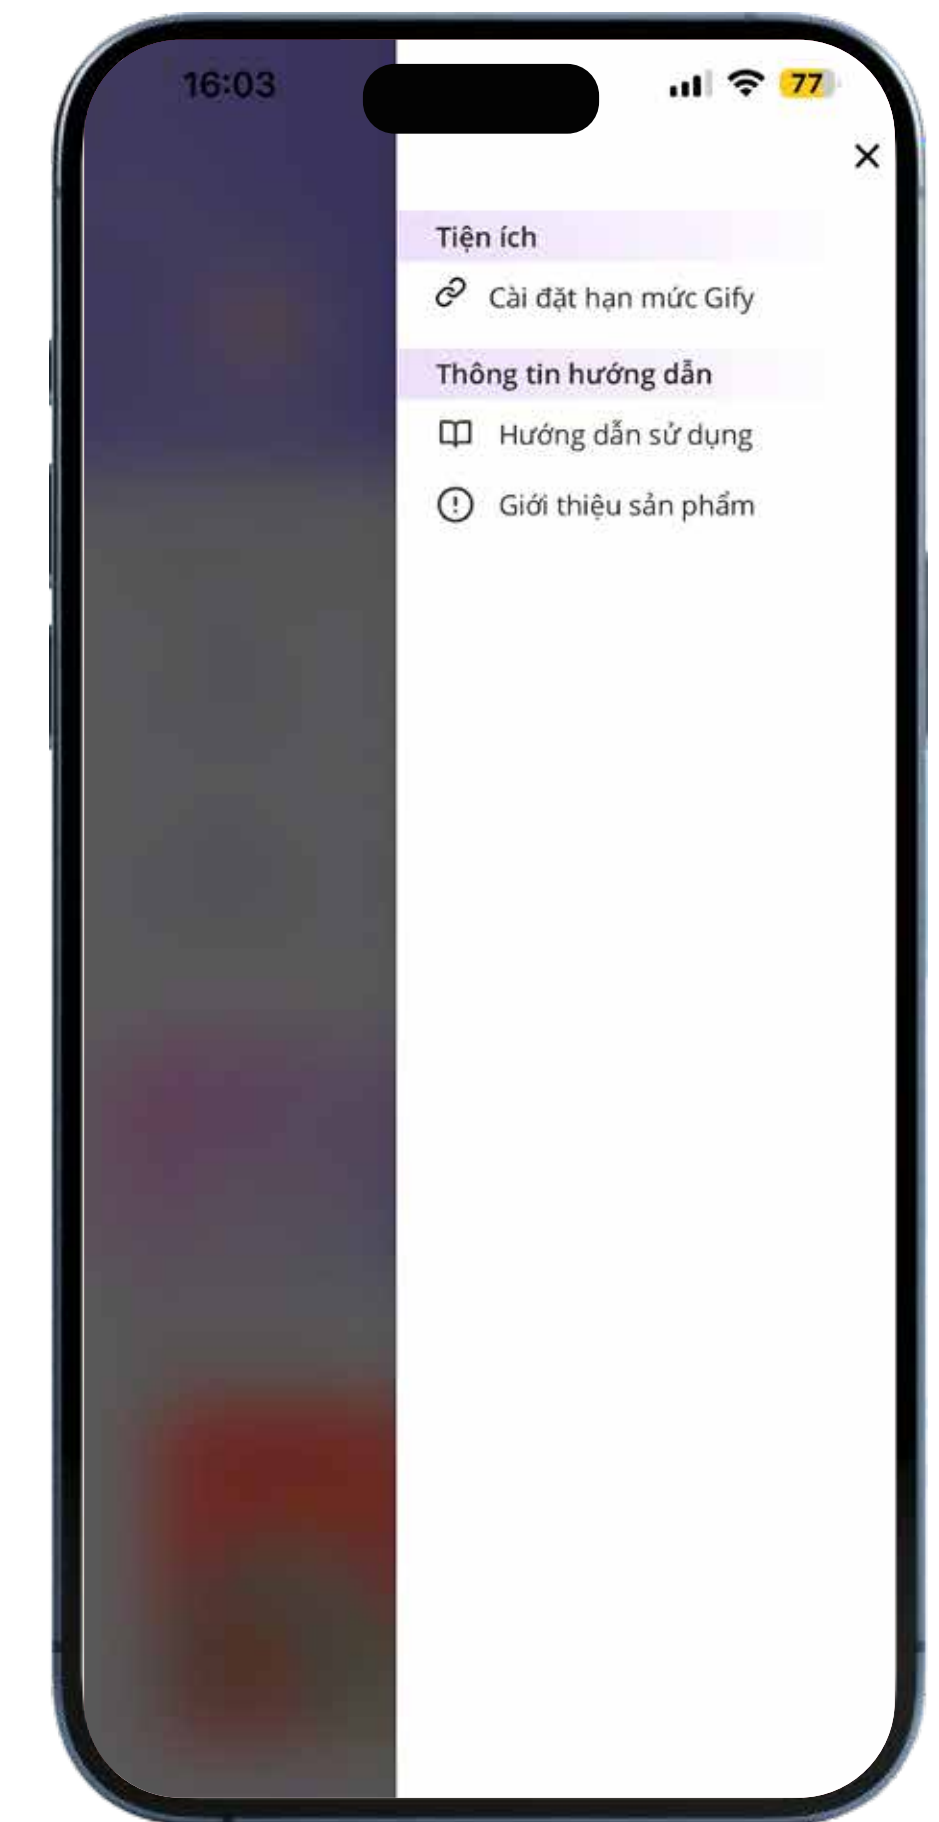 16:03
77
Tiện ích
Cài đặt hạn mức Gify
Thông tin hướng dẫn
Hướng dẫn sử dụng
Giới thiệu sản phẩm